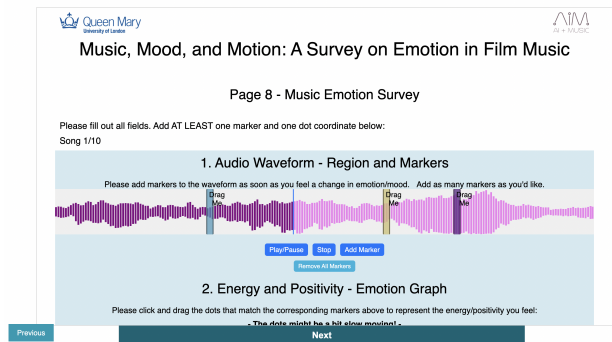 Queen Mary
University of London
AIM
AI + MUSIC
Music, Mood, and Motion: A Survey on Emotion in Film Music
Page 8 - Music Emotion Survey
Please fill out all fields. Add AT LEAST one marker and one dot coordinate below:
Song 1/10
1. Audio Waveform - Region and Markers
Please add markers to the waveform as soon as you feel a change in emotion/mood. Add as many markers as you'd like.
Drag Me
Drag Me
Drag Me
Play/Pause Stop Add Marker
Remove All Markers
2. Energy and Positivity - Emotion Graph
Please click and drag the dots that match the corresponding markers above to represent the energy/positivity you feel:
- The dots might be a bit slow moving! -
Previous
Next